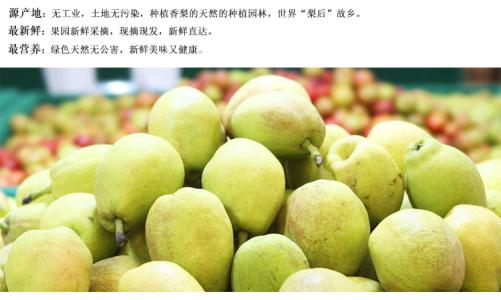 源产地：无工业，土地无污染，种植香梨的天然的种植园林，世界“梨后”故乡。
最新鲜：果园新鲜采摘，现摘现发，新鲜直达。
最营养：绿色天然无公害，新鲜美味又健康。